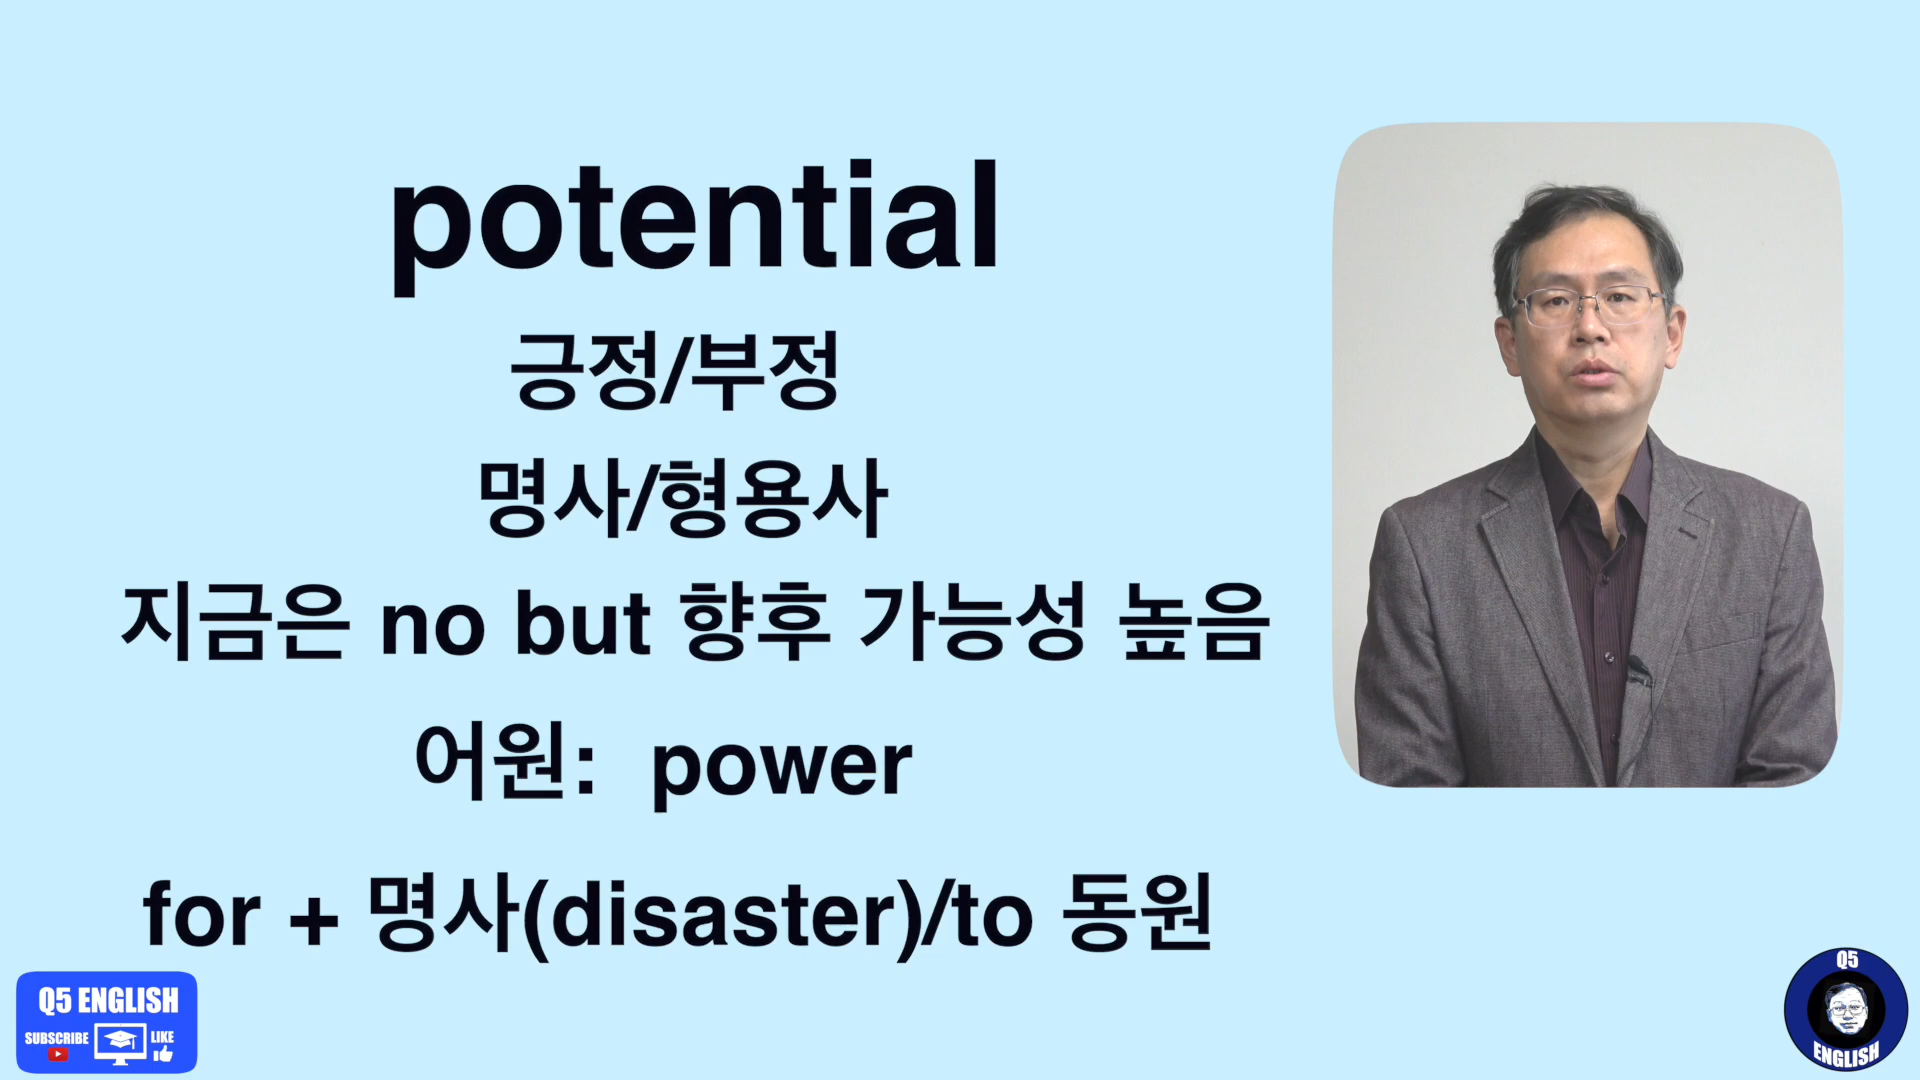 potential
긍정/부정
명사/형용사
지금은 no but 향후 가능성 높음
어원: power
for + 명사(disaster)/to 동원
Q5 ENGLISH
SUBSCRIBE LIKE
Q5
ENGLISH